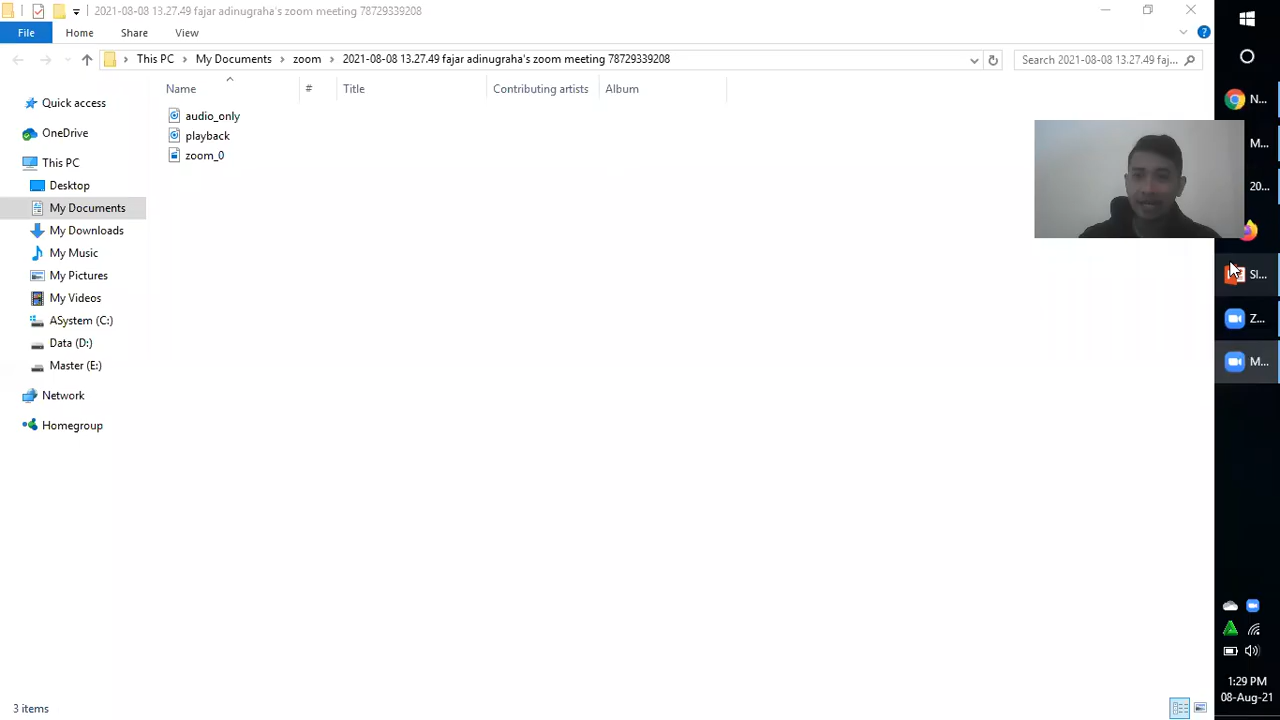 2021-08-08 13.27.49 fajar adinugraha's zoom meeting 78729339208
File Home Share View
This PC My Documents zoom 2021-08-08 13.27.49 fajar adinugraha's zoom meeting 78729339208
Search 2021-08-08 13.27.49 faj...
Name # Title Contributing artists Album
audio_only
playback
zoom_0
Quick access
OneDrive
This PC
Desktop
My Documents
My Downloads
My Music
My Pictures
My Videos
ASystem (C:)
Data (D:)
Master (E:)
Network
Homegroup
3 items
N...
M...
20...
Sl...
Z...
M...
1:29 PM
08-Aug-21